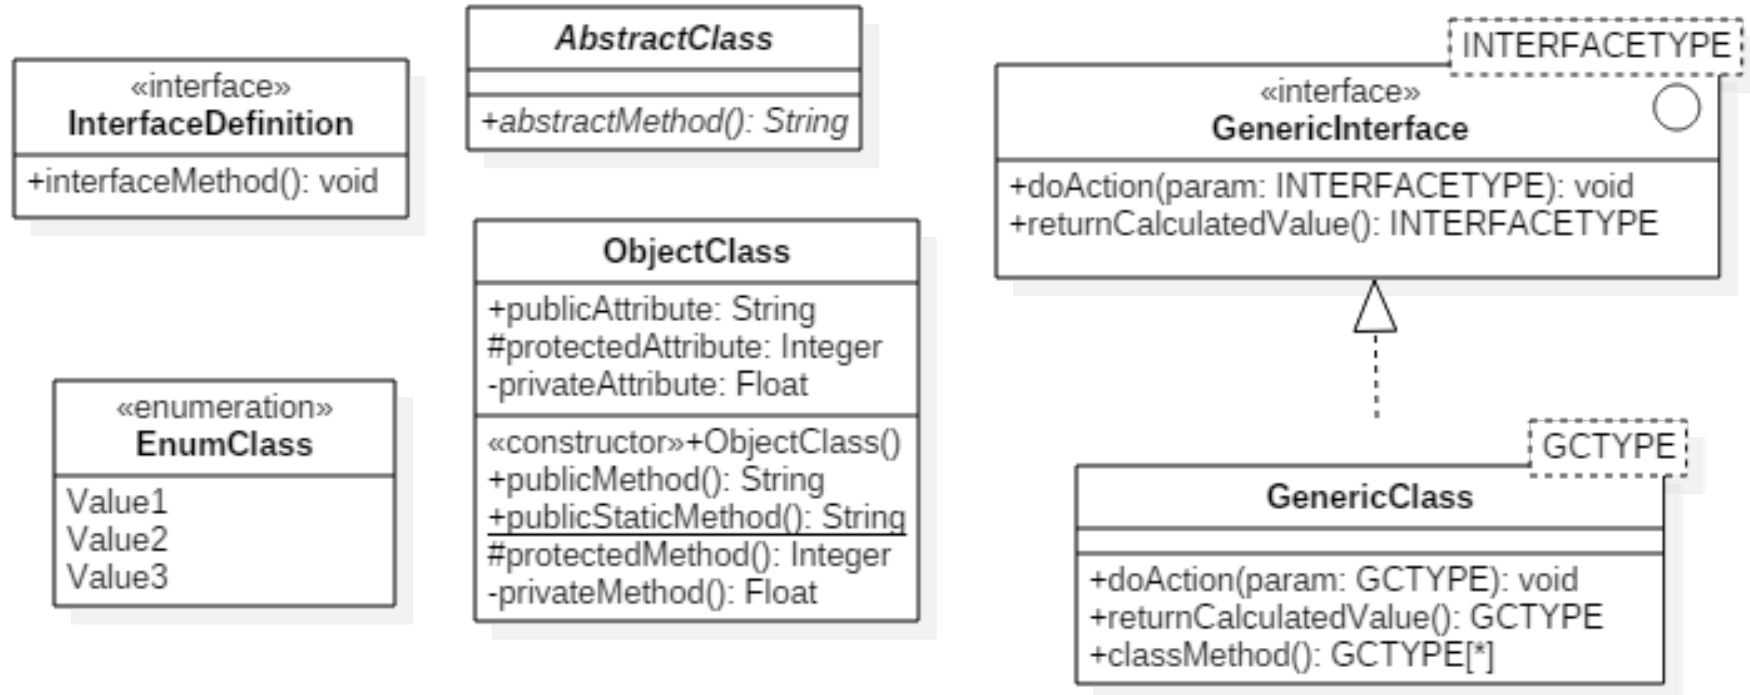 «interface»
InterfaceDefinition
+interfaceMethod(): void
AbstractClass
+abstractMethod(): String
INTERFACETYPE
«interface»
GenericInterface
+doAction(param: INTERFACETYPE): void
+returnCalculatedValue(): INTERFACETYPE
ObjectClass
+publicAttribute: String
#protectedAttribute: Integer
-privateAttribute: Float
«constructor»+ObjectClass()
+publicMethod(): String
+publicStaticMethod(): String
#protectedMethod(): Integer
-privateMethod(): Float
«enumeration»
EnumClass
Value1
Value2
Value3
GCTYPE
GenericClass
+doAction(param: GCTYPE): void
+returnCalculatedValue(): GCTYPE
+classMethod(): GCTYPE[*]